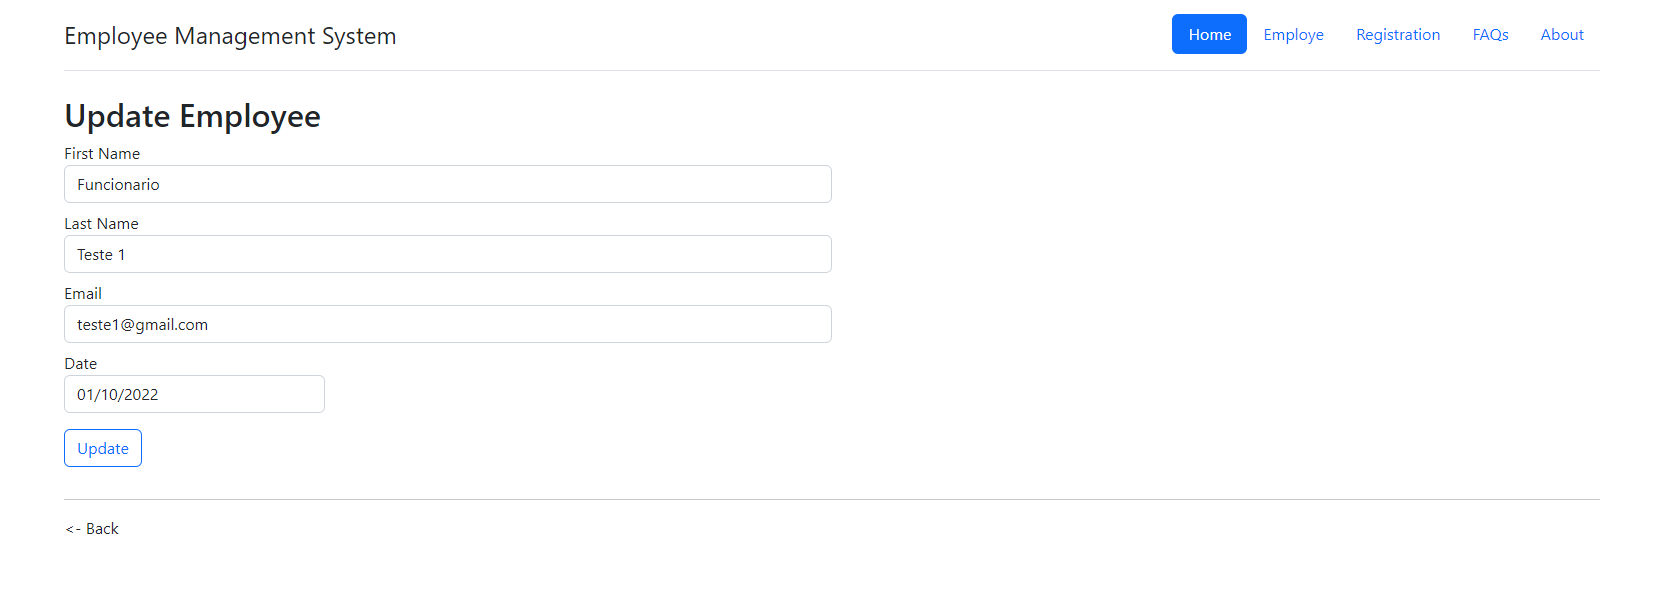 Employee Management System
Home Employe Registration FAQs About
Update Employee
First Name
Funcionario
Last Name
Teste 1
Email
teste1@gmail.com
Date
01/10/2022
Update
<- Back